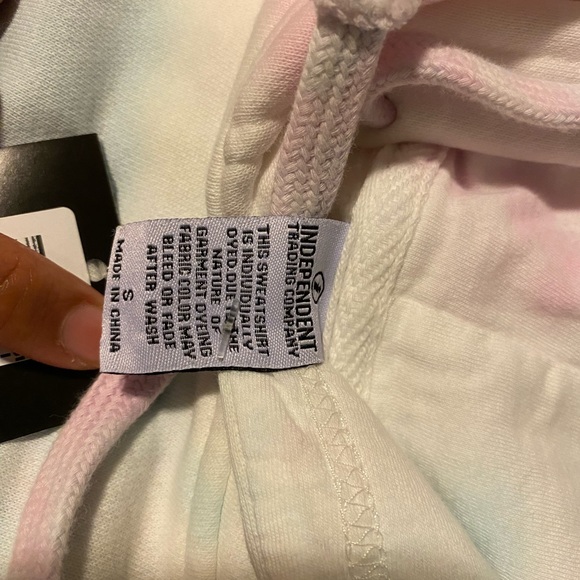 INDEPENDENT
TRADING COMPANY
THIS SWEATSHIRT
IS INDIVIDUALLY
DYED.DUE TO THE
NATURE OF
GARMENT DYEING
FABRIC COLOR MAY
BLEED OR FADE
AFTER WASH
S
MADE IN CHINA